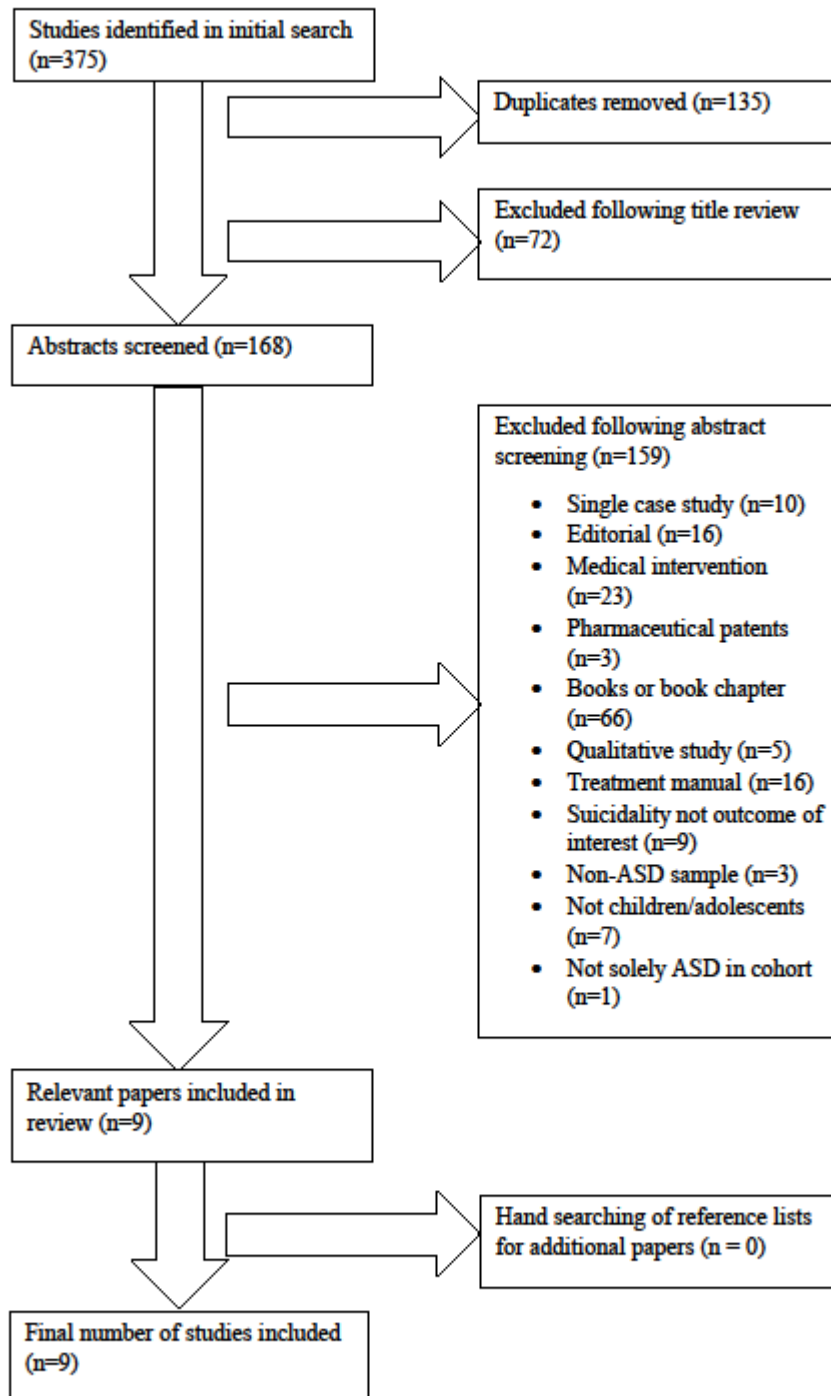 Studies identified in initial search
(n=375)
Duplicates removed (n=135)
Excluded following title review
(n=72)
Abstracts screened (n=168)
Excluded following abstract
screening (n=159)
• Single case study (n=10)
• Editorial (n=16)
• Medical intervention
(n=23)
• Pharmaceutical patents
(n=3)
• Books or book chapter
(n=66)
• Qualitative study (n=5)
• Treatment manual (n=16)
• Suicidality not outcome of
interest (n=9)
• Non-ASD sample (n=3)
• Not children/adolescents
(n=7)
• Not solely ASD in cohort
(n=1)
Relevant papers included in
review (n=9)
Hand searching of reference lists
for additional papers (n = 0)
Final number of studies included
(n=9)